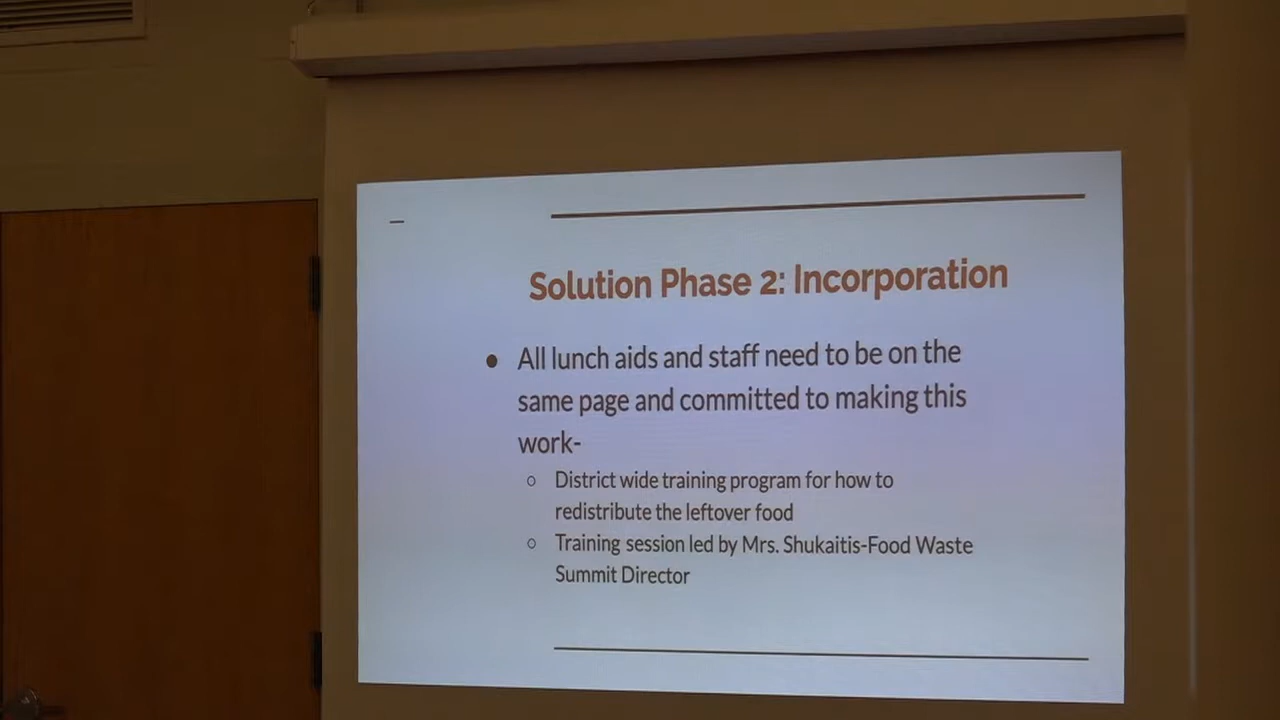 Solution Phase 2: Incorporation
● All lunch aids and staff need to be on the
same page and committed to making this
work-
○ District wide training program for how to
redistribute the leftover food
○ Training session led by Mrs. Shukaitis-Food Waste
Summit Director